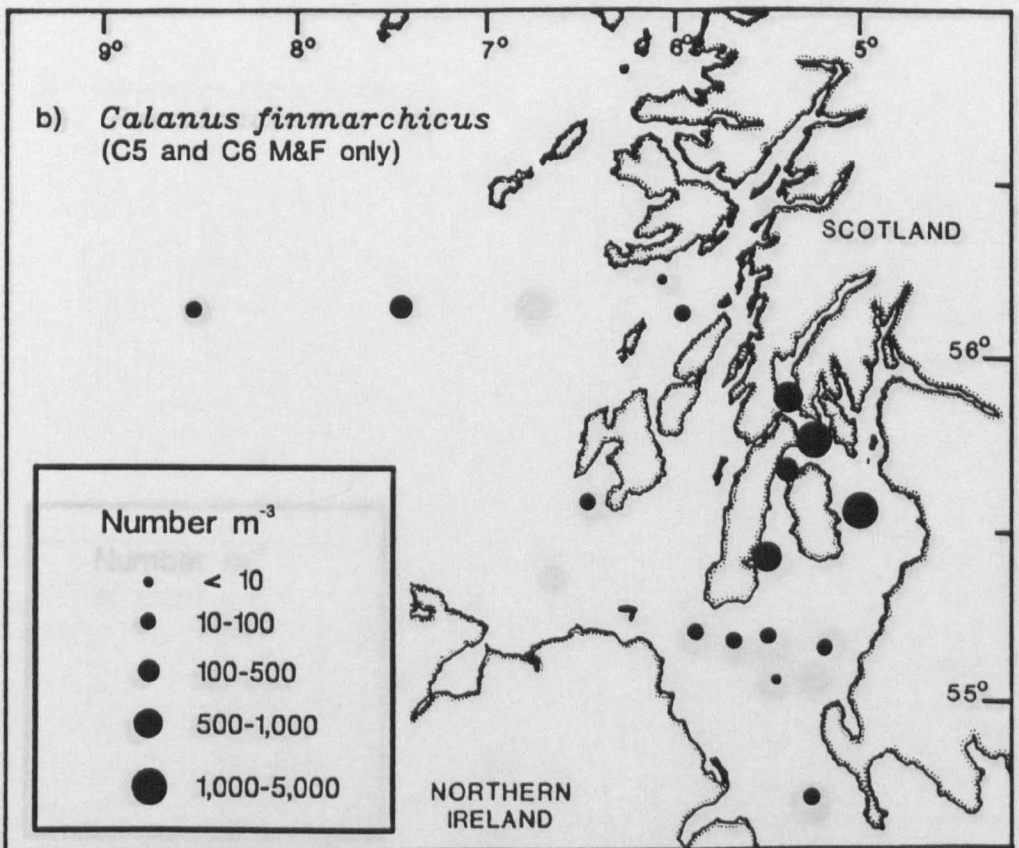 9° 8° 7° 6° 5°
b) Calanus finmarchicus
(C5 and C6 M&F only)
SCOTLAND
56°
Number m⁻³
< 10
10-100
100-500
500-1,000
1,000-5,000
55°
NORTHERN
IRELAND